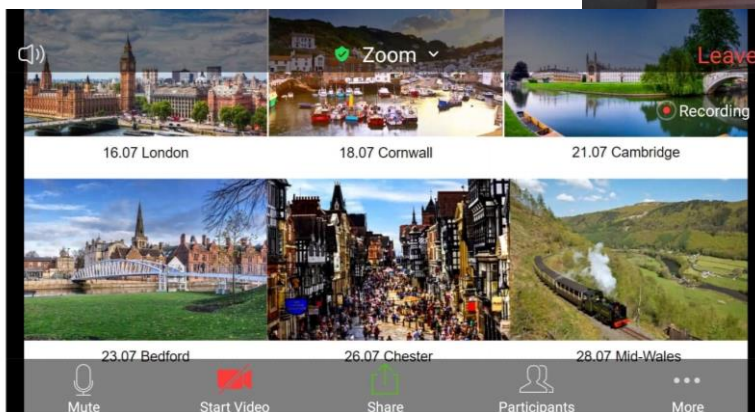 Zoom
Leave
Recording
16.07 London
18.07 Cornwall
21.07 Cambridge
23.07 Bedford
26.07 Chester
28.07 Mid-Wales
Mute
Start Video
Share
Participants
More